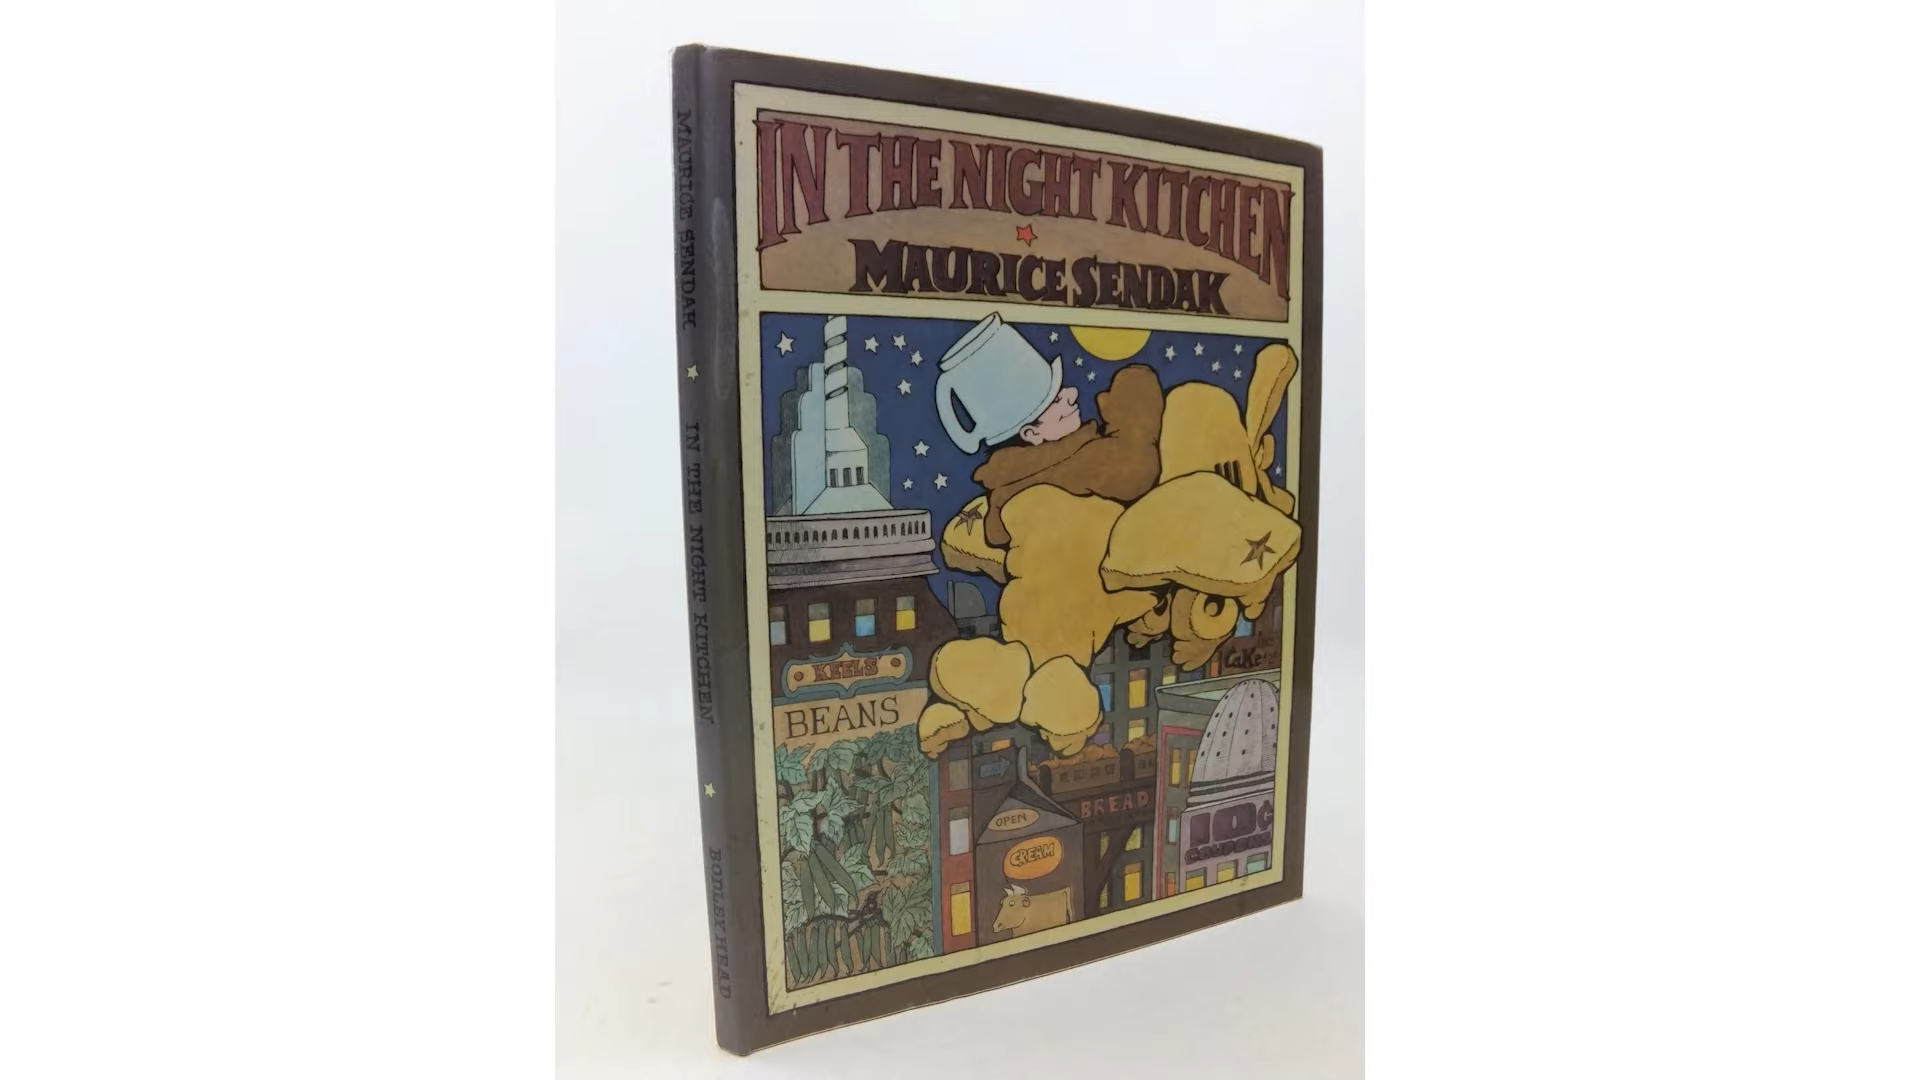 MAURICE SENDAK IN THE NIGHT KITCHEN BODLEY HEAD
IN THE NIGHT KITCHEN
MAURICE SENDAK
KEELS'
BEANS
CaKe
OPEN
CREAM
BREAD
10¢
COUPONS